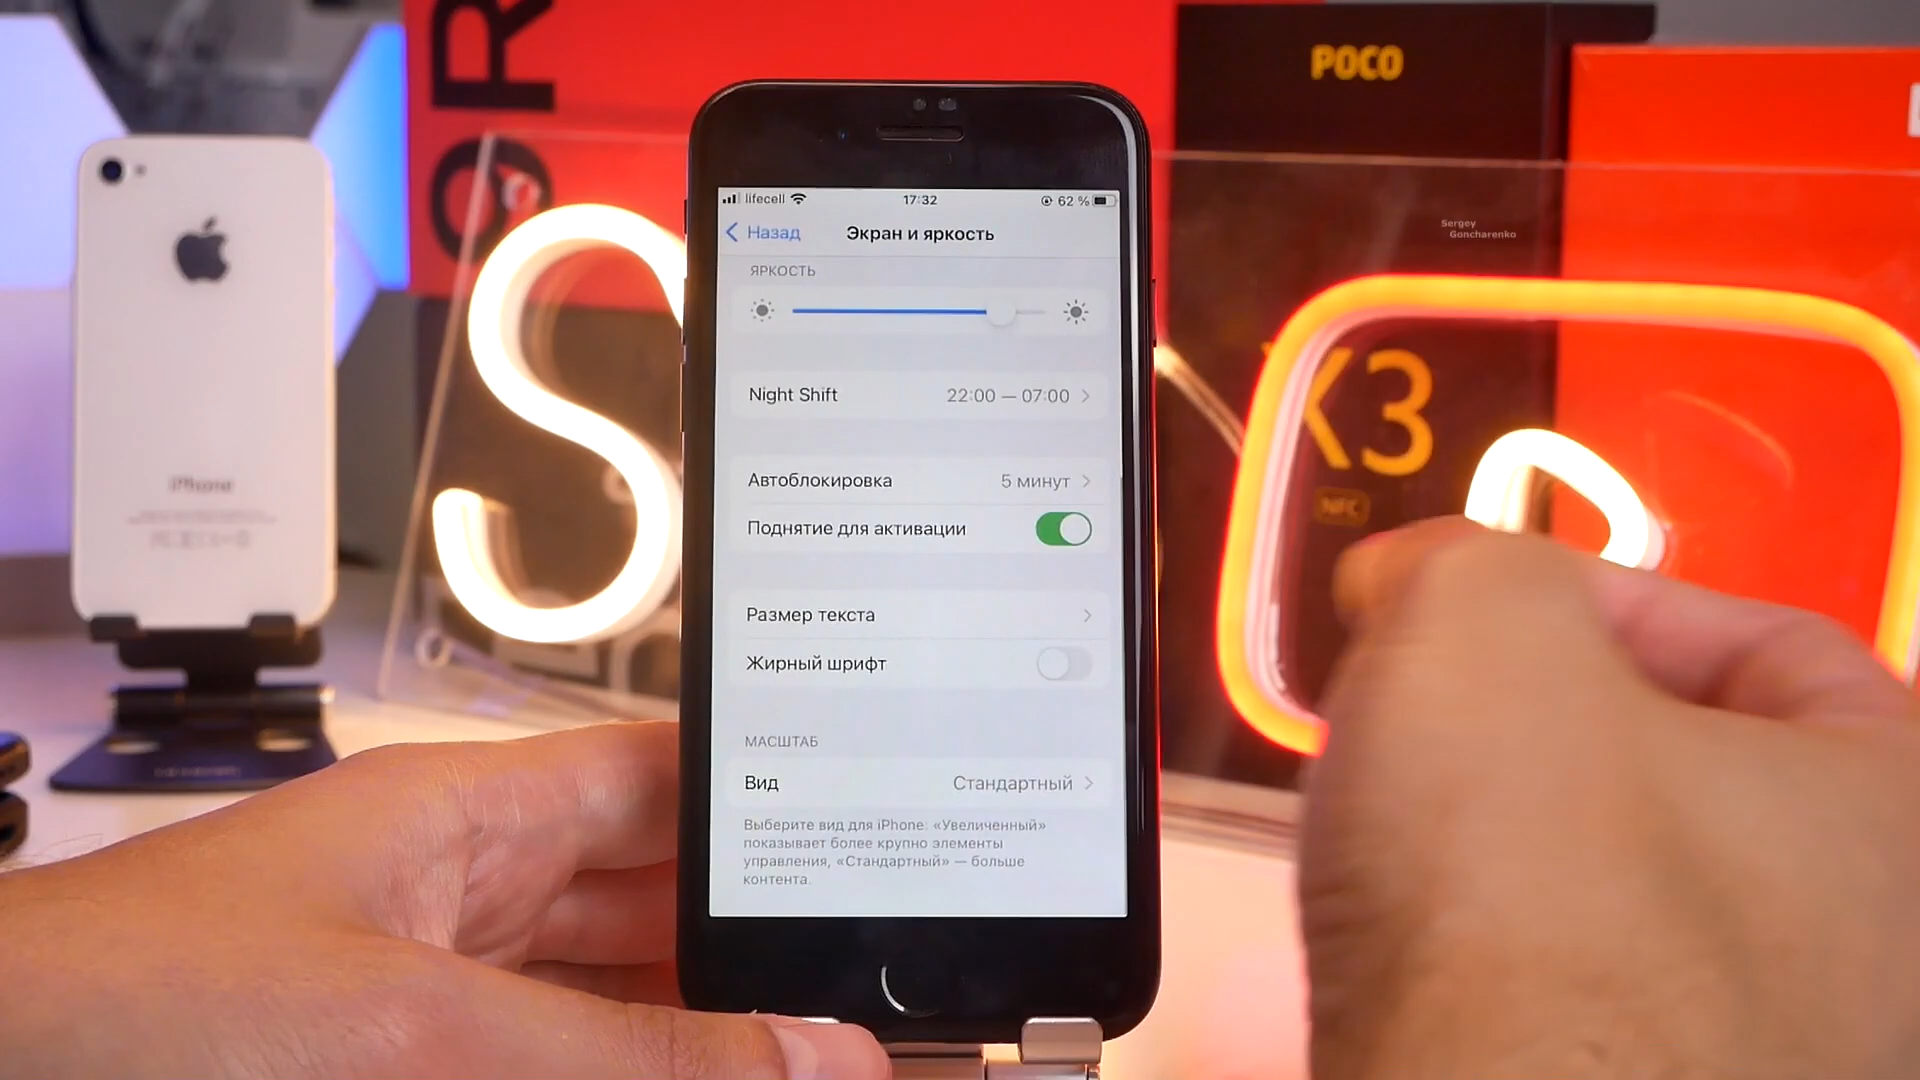 POCO
OR
Sergey
Goncharenko
lifecell
17:32
62 %
Назад
Экран и яркость
ЯРКОСТЬ
Night Shift
22:00 — 07:00
Автоблокировка
5 минут
Поднятие для активации
Размер текста
Жирный шрифт
МАСШТАБ
Вид
Стандартный
Выберите вид для iPhone: «Увеличенный»
показывает более крупно элементы
управления, «Стандартный» — больше
контента.
iPhone
S
X3
NFC